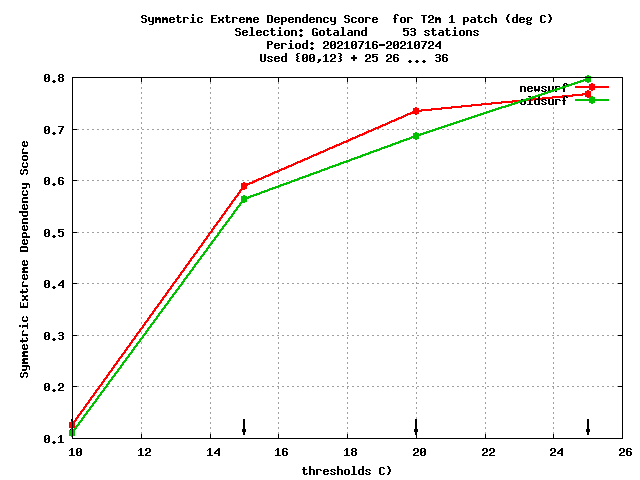 Symmetric Extreme Dependency Score  for T2m 1 patch (deg C)
Selection: Gotaland     53 stations
Period: 20210716-20210724
Used {00,12} + 25 26 ... 36
newsurf
oldsurf
Symmetric Extreme Dependency Score
0.8
0.7
0.6
0.5
0.4
0.3
0.2
0.1
10 12 14 16 18 20 22 24 26
thresholds C)